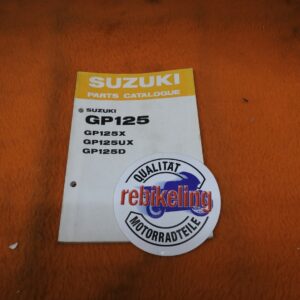 SUZUKI
PARTS CATALOGUE
SUZUKI
GP125
GP125X
GP125UX
GP125D
QUALITÄT
rebikeling
MOTORRADTEILE